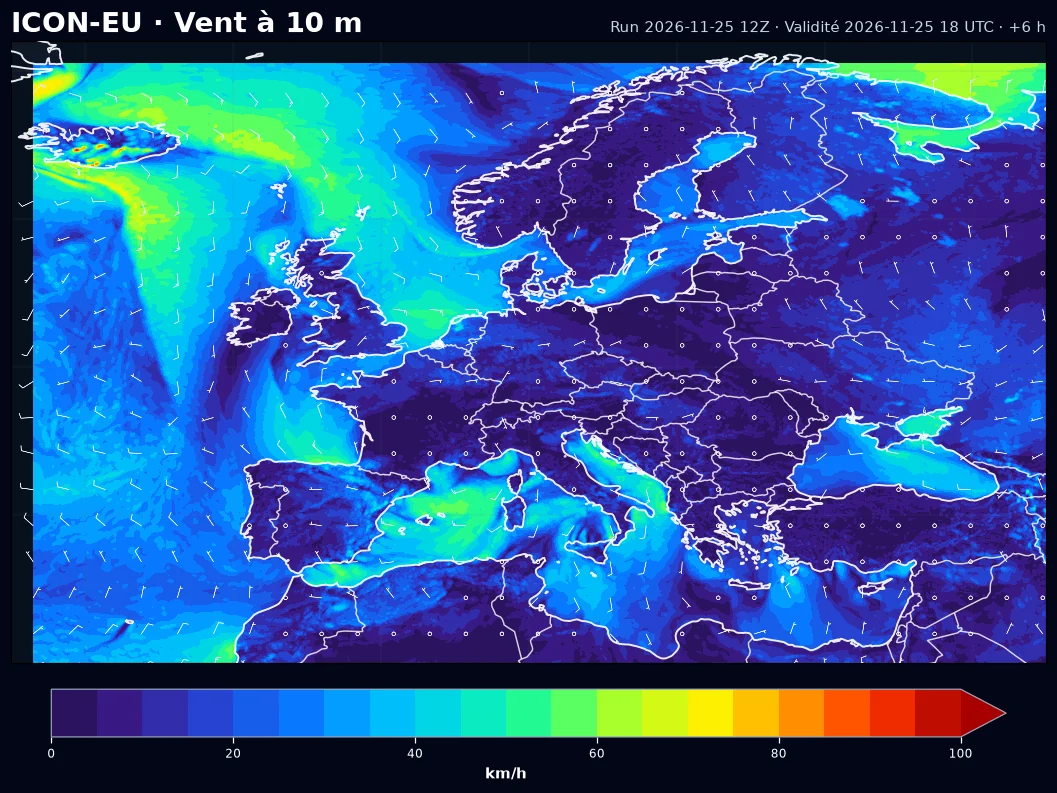 ICON-EU · Vent à 10 m
Run 2026-11-25 12Z · Validité 2026-11-25 18 UTC · +6 h
0 20 40 60 80 100
km/h